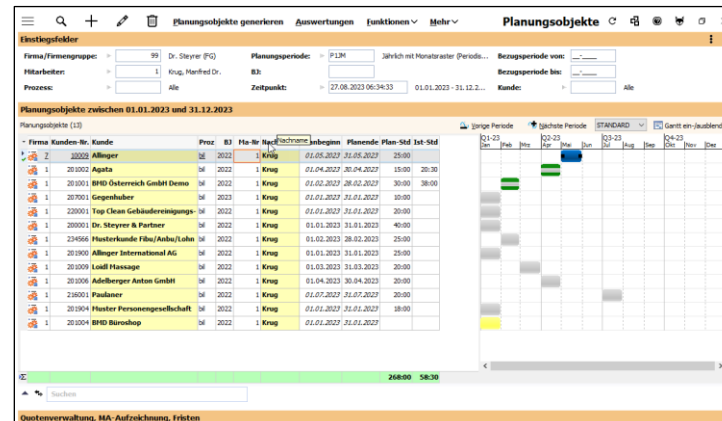 Planungsobjekte generieren Auswertungen Funktionen Mehr Planungsobjekte
Einstiegsfelder
Firma/Firmengruppe: 99 Dr. Steyrer (FG) Planungsperiode: P1JM Jährlich mit Monatsraster (Periodis... Bezugsperiode von: __-____
Mitarbeiter: 1 Krug, Manfred Dr. BJ: Bezugsperiode bis: __-____
Prozess: Alle Zeitpunkt: 27.08.2023 06:34:33 01.01.2023 - 31.12.2... Kunde: Alle
Planungsobjekte zwischen 01.01.2023 und 31.12.2023
Planungsobjekte (13) Vorige Periode Nächste Periode STANDARD Gantt ein-/ausblend
Firma Kunden-Nr. Kunde Proz BJ Ma-Nr Nach Nachname nbeginn Planende Plan-Std Ist-Std
Q1-23 Q2-23 Q3-23 Q4-23
Jan Feb Mrz Apr Mai Jun Jul Aug Sep Okt Nov Dez
7 10009 Allinger bil 2022 1 Krug 01.05.2023 31.05.2023 25:00
1 201002 Agata bil 2022 1 Krug 01.04.2023 30.04.2023 15:00 20:30
1 201001 BMD Österreich GmbH Demo bil 2022 1 Krug 01.02.2023 28.02.2023 30:00 38:00
1 207001 Gegenhuber bil 2023 1 Krug 01.01.2023 31.01.2023 10:00
1 220001 Top Clean Gebäudereinigungs- bil 2022 1 Krug 01.01.2023 31.01.2023 20:00
1 200001 Dr. Steyrer & Partner bil 2022 1 Krug 01.01.2023 31.01.2023 40:00
1 234566 Musterkunde Fibu/Anbu/Lohn bil 2022 1 Krug 01.02.2023 28.02.2023 25:00
1 201900 Allinger International AG bil 2022 1 Krug 01.01.2023 31.01.2023 25:00
1 201009 Loidl Massage bil 2022 1 Krug 01.03.2023 31.03.2023 20:00
1 201006 Adelberger Anton GmbH bil 2022 1 Krug 01.04.2023 30.04.2023 20:00
1 216001 Paulaner bil 2022 1 Krug 01.07.2023 31.07.2023 20:00
1 201904 Muster Personengesellschaft bil 2022 1 Krug 01.01.2023 31.01.2023 18:00
1 201004 BMD Büroshop bil 2022 1 Krug 01.01.2023 31.01.2023
268:00 58:30
Suchen
Quotenverwaltung, MA-Aufzeichnung, Fristen